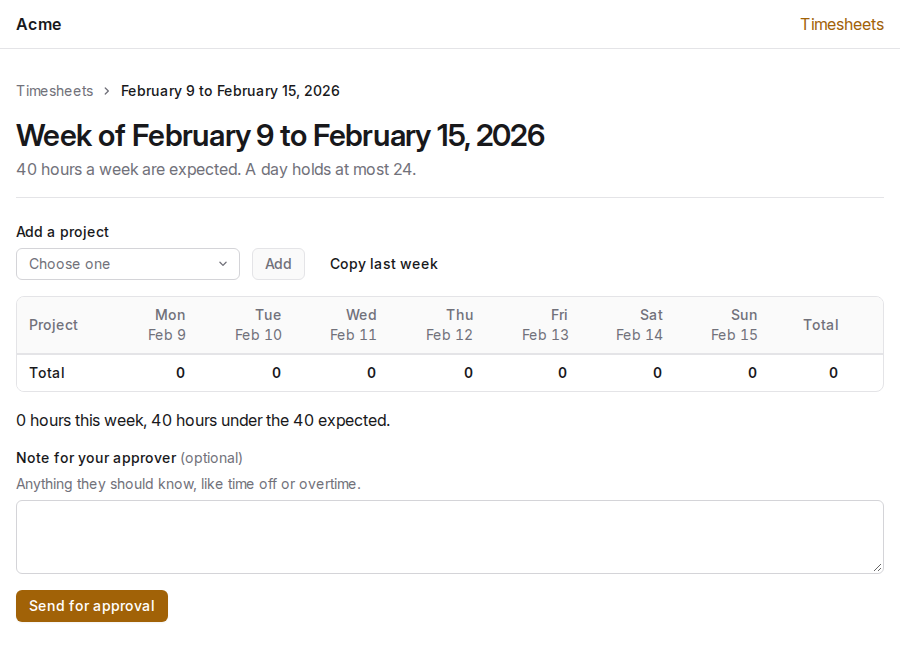 Acme Timesheets
Timesheets > February 9 to February 15, 2026
Week of February 9 to February 15, 2026
40 hours a week are expected. A day holds at most 24.
Add a project
Choose one Add Copy last week
Project Mon Feb 9 Tue Feb 10 Wed Feb 11 Thu Feb 12 Fri Feb 13 Sat Feb 14 Sun Feb 15 Total
Total 0 0 0 0 0 0 0 0
0 hours this week, 40 hours under the 40 expected.
Note for your approver (optional)
Anything they should know, like time off or overtime.
Send for approval